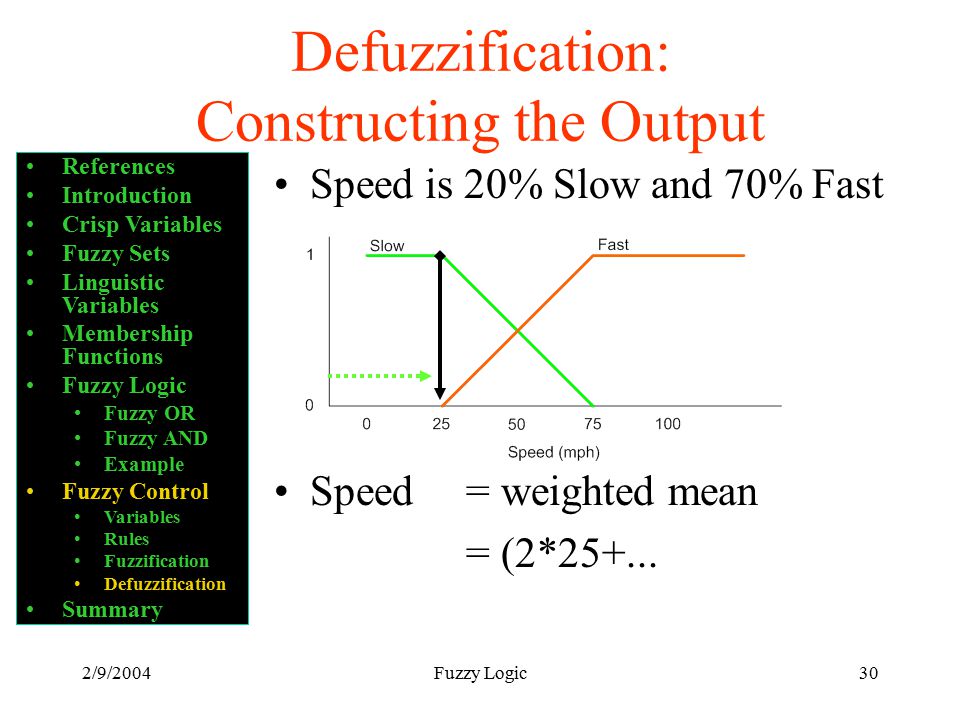 Defuzzification:
Constructing the Output
• References
• Introduction
• Crisp Variables
• Fuzzy Sets
• Linguistic
Variables
• Membership
Functions
• Fuzzy Logic
• Fuzzy OR
• Fuzzy AND
• Example
• Fuzzy Control
• Variables
• Rules
• Fuzzification
• Defuzzification
• Summary
• Speed is 20% Slow and 70% Fast
Slow
Fast
1
0
0 25 50 75 100
Speed (mph)
• Speed = weighted mean
= (2*25+...
2/9/2004 Fuzzy Logic 30